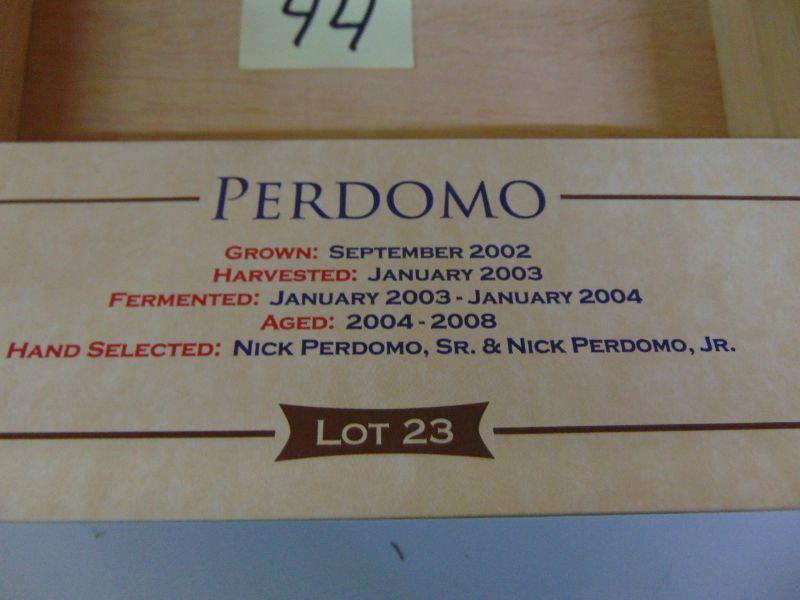 44
PERDOMO
GROWN: SEPTEMBER 2002
HARVESTED: JANUARY 2003
FERMENTED: JANUARY 2003 - JANUARY 2004
AGED: 2004 - 2008
HAND SELECTED: NICK PERDOMO, SR. & NICK PERDOMO, JR.
LOT 23